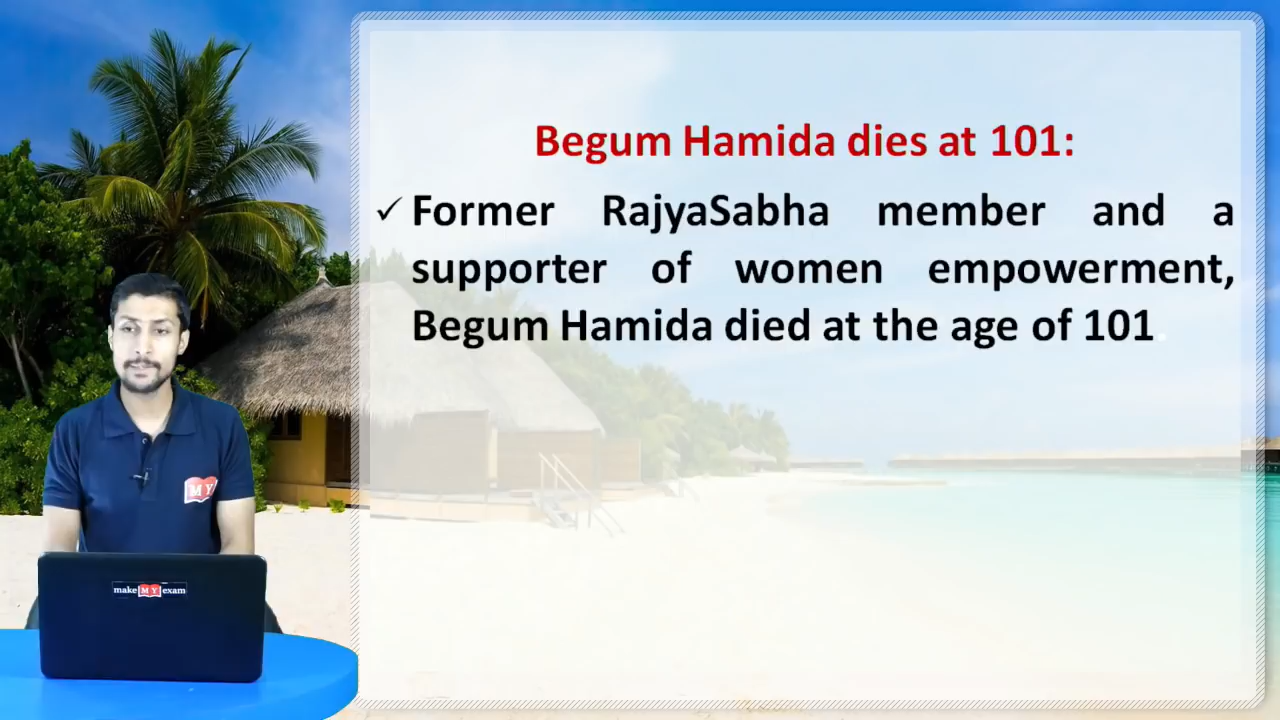 Begum Hamida dies at 101:
✓ Former RajyaSabha member and a
supporter of women empowerment,
Begum Hamida died at the age of 101.
MY
make MY exam